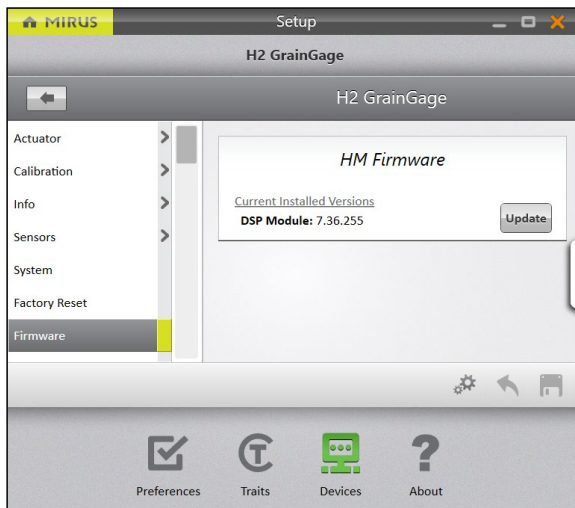 MIRUS
Setup
H2 GrainGage
H2 GrainGage
Actuator
Calibration
Info
Sensors
System
Factory Reset
Firmware
HM Firmware
Current Installed Versions
DSP Module: 7.36.255
Update
Preferences
Traits
Devices
About